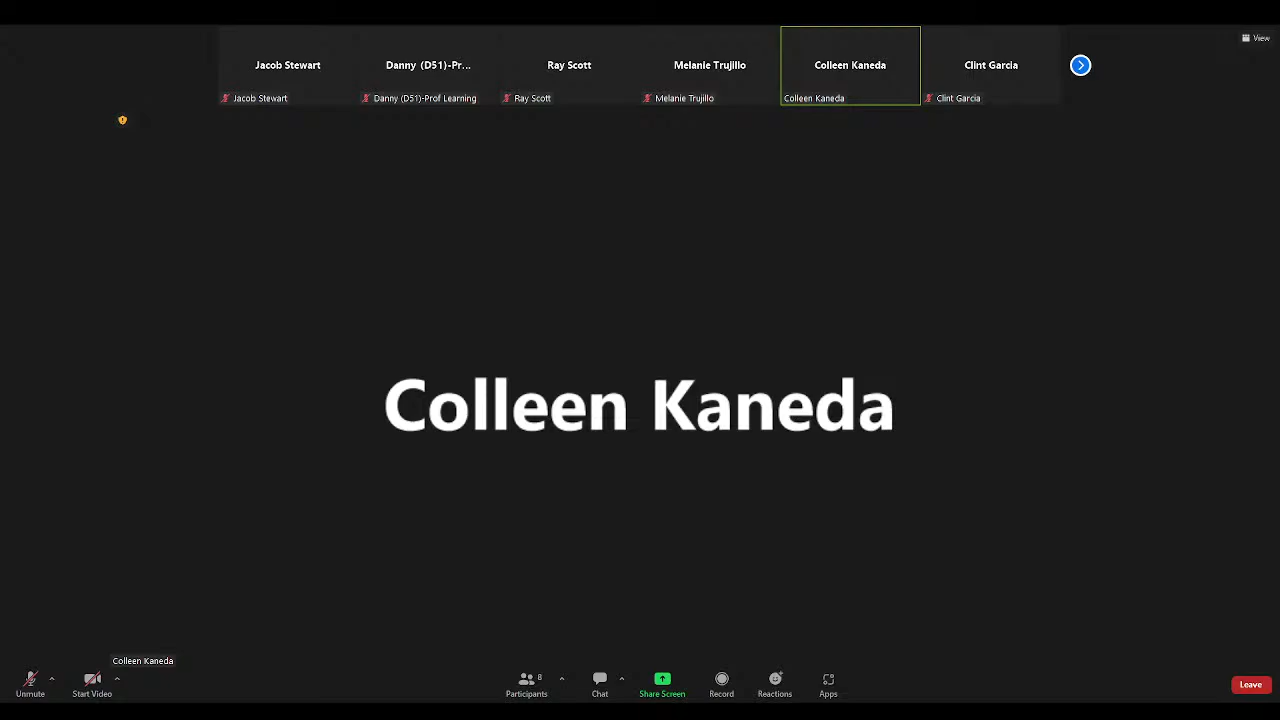 View
Jacob Stewart
Danny (D51)-Pr...
Ray Scott
Melanie Trujillo
Colleen Kaneda
Clint Garcia
Jacob Stewart
Danny (D51)-Prof Learning
Ray Scott
Melanie Trujillo
Colleen Kaneda
Clint Garcia
Colleen Kaneda
Colleen Kaneda
Unmute
Start Video
8
Participants
Chat
Share Screen
Record
Reactions
Apps
Leave